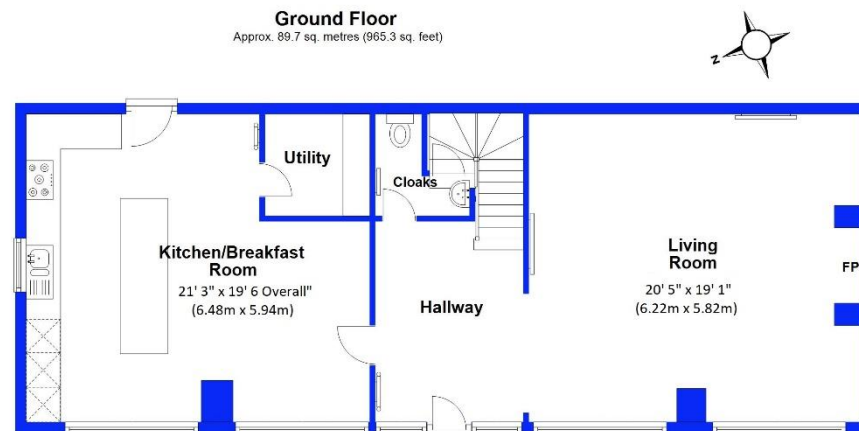 Ground Floor
Approx. 89.7 sq. metres (965.3 sq. feet)
N
Utility
Cloaks
Kitchen/Breakfast
Room
21' 3" x 19' 6 Overall"
(6.48m x 5.94m)
Hallway
Living
Room
20' 5" x 19' 1"
(6.22m x 5.82m)
FP